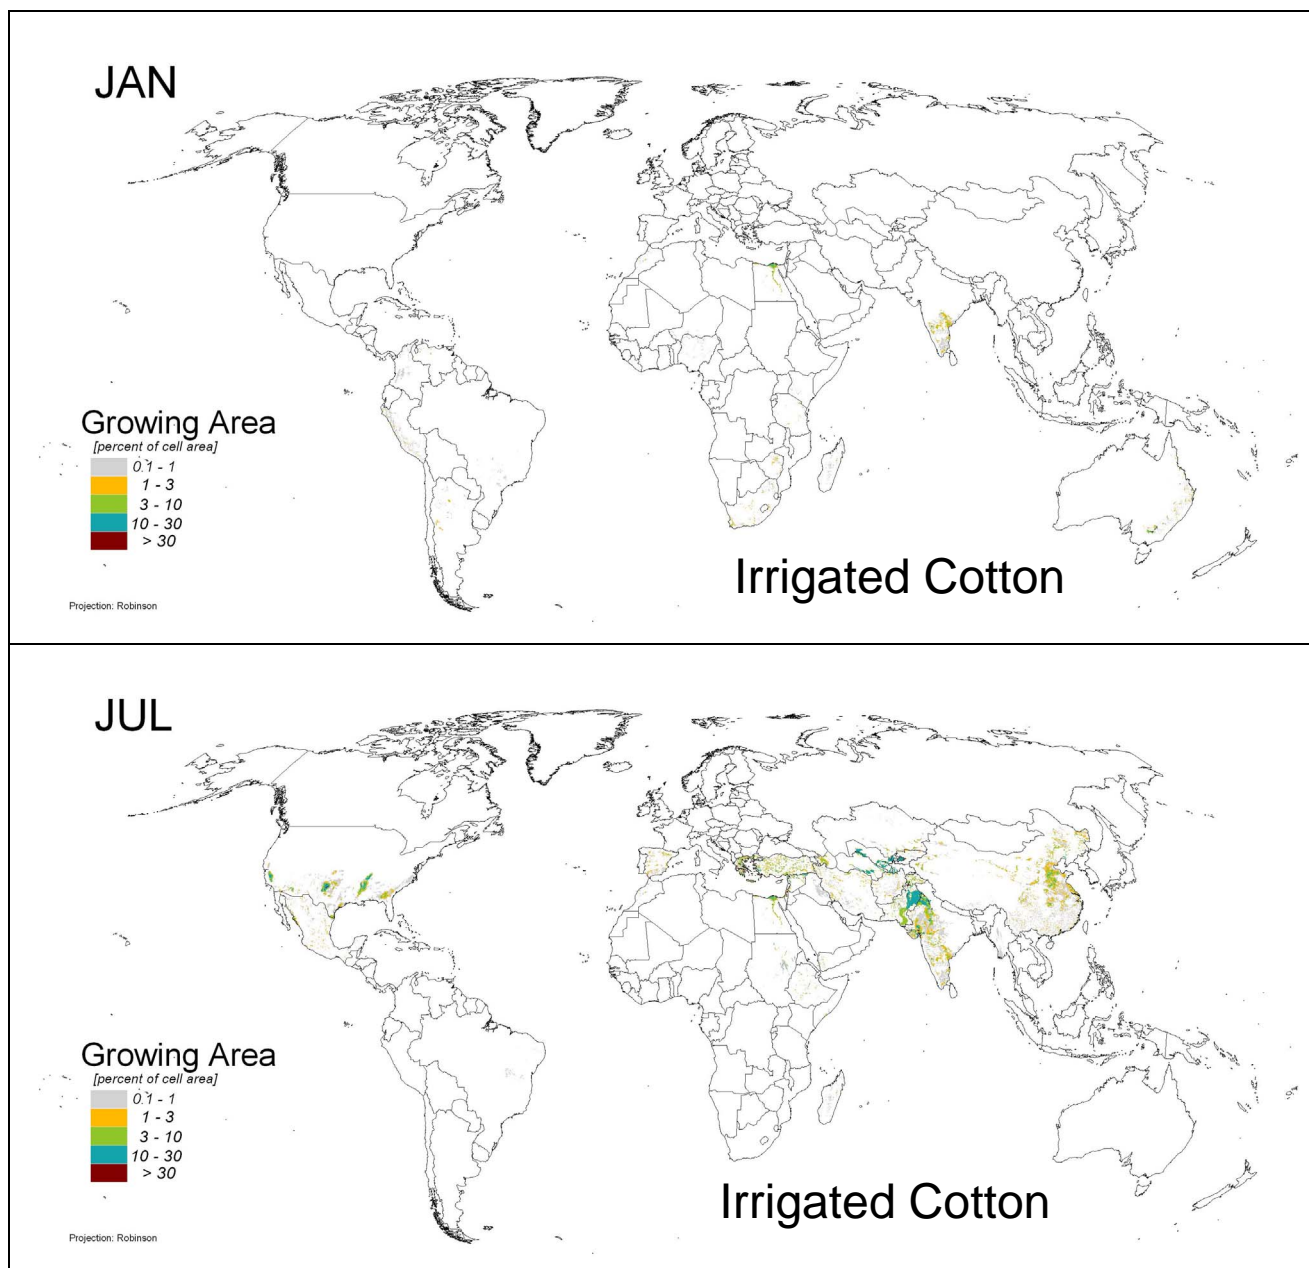 JAN
Growing Area
[percent of cell area]
0.1 - 1
1 - 3
3 - 10
10 - 30
> 30
Irrigated Cotton
Projection: Robinson
JUL
Growing Area
[percent of cell area]
0.1 - 1
1 - 3
3 - 10
10 - 30
> 30
Irrigated Cotton
Projection: Robinson